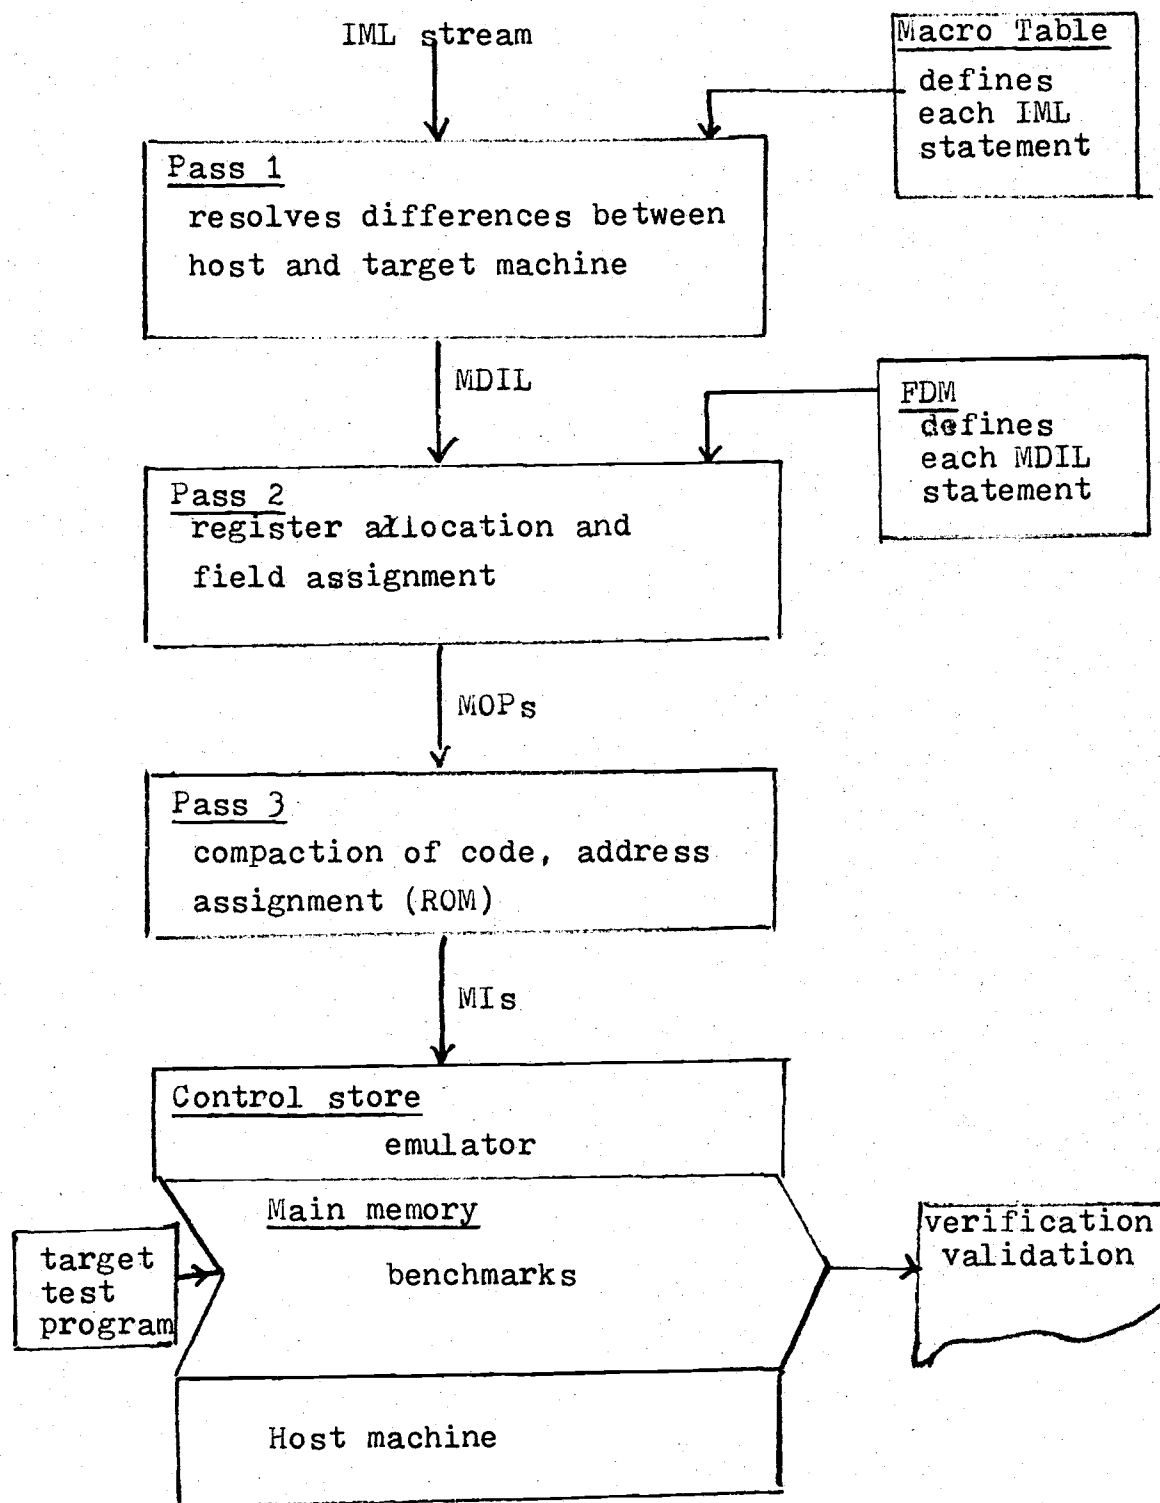 IML stream
Macro Table
defines
each IML
statement
Pass 1
resolves differences between
host and target machine
MDIL
FDM
defines
each MDIL
statement
Pass 2
register allocation and
field assignment
MOPs
Pass 3
compaction of code, address
assignment (ROM)
MIs
Control store
emulator
Main memory
benchmarks
target
test
program
verification
validation
Host machine